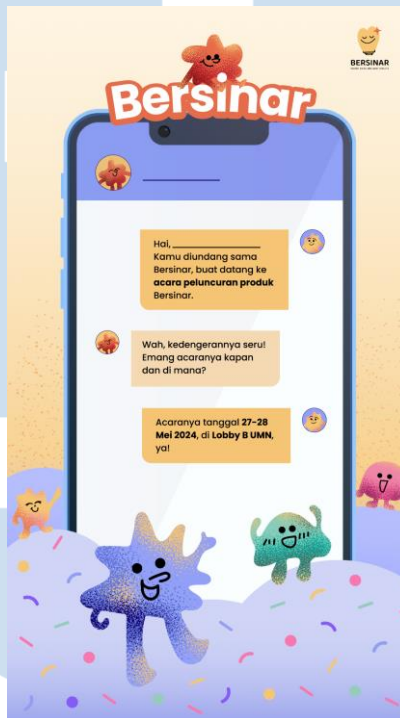 BERSINAR
Bersinar
Hai, ____________
Kamu diundang sama
Bersinar, buat datang ke
acara peluncuran produk
Bersinar.
Wah, kedengerannya seru!
Emang acaranya kapan
dan di mana?
Acaranya tanggal 27-28
Mei 2024, di Lobby B UMN,
ya!